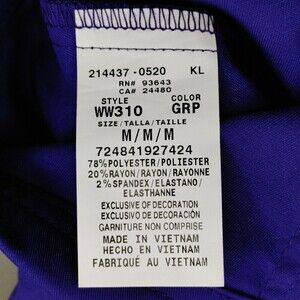 214437-0520 KL
RN# 93643
CA# 24480
STYLE COLOR
WW310 GRP
SIZE/TALLA/TAILLE
M/M/M
724841927424
78% POLYESTER/POLIESTER
20% RAYON/RAYON/RAYONNE
2% SPANDEX/ELASTANO/
ELASTHANNE
EXCLUSIVE OF DECORATION
EXCLUSIVO DE DECORACIÓN
GARNITURE NON COMPRISE
MADE IN VIETNAM
HECHO EN VIETNAM
FABRIQUÉ AU VIETNAM